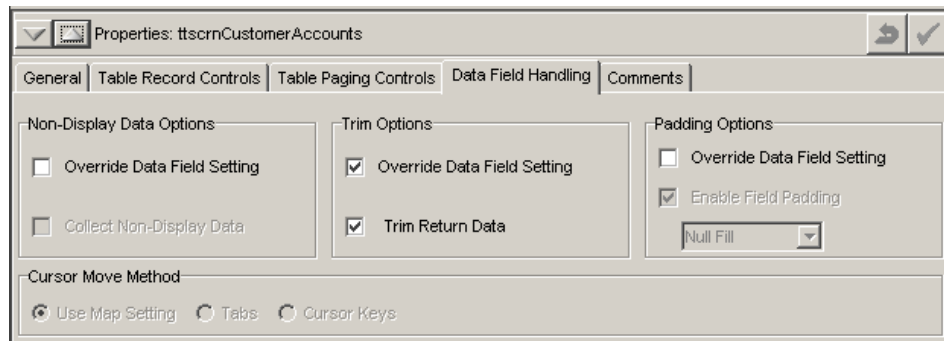 Properties: ttscrnCustomerAccounts
General Table Record Controls Table Paging Controls Data Field Handling Comments
Non-Display Data Options Trim Options Padding Options
Override Data Field Setting Override Data Field Setting Override Data Field Setting
Enable Field Padding
Collect Non-Display Data Trim Return Data
Null Fill
Cursor Move Method
Use Map Setting Tabs Cursor Keys